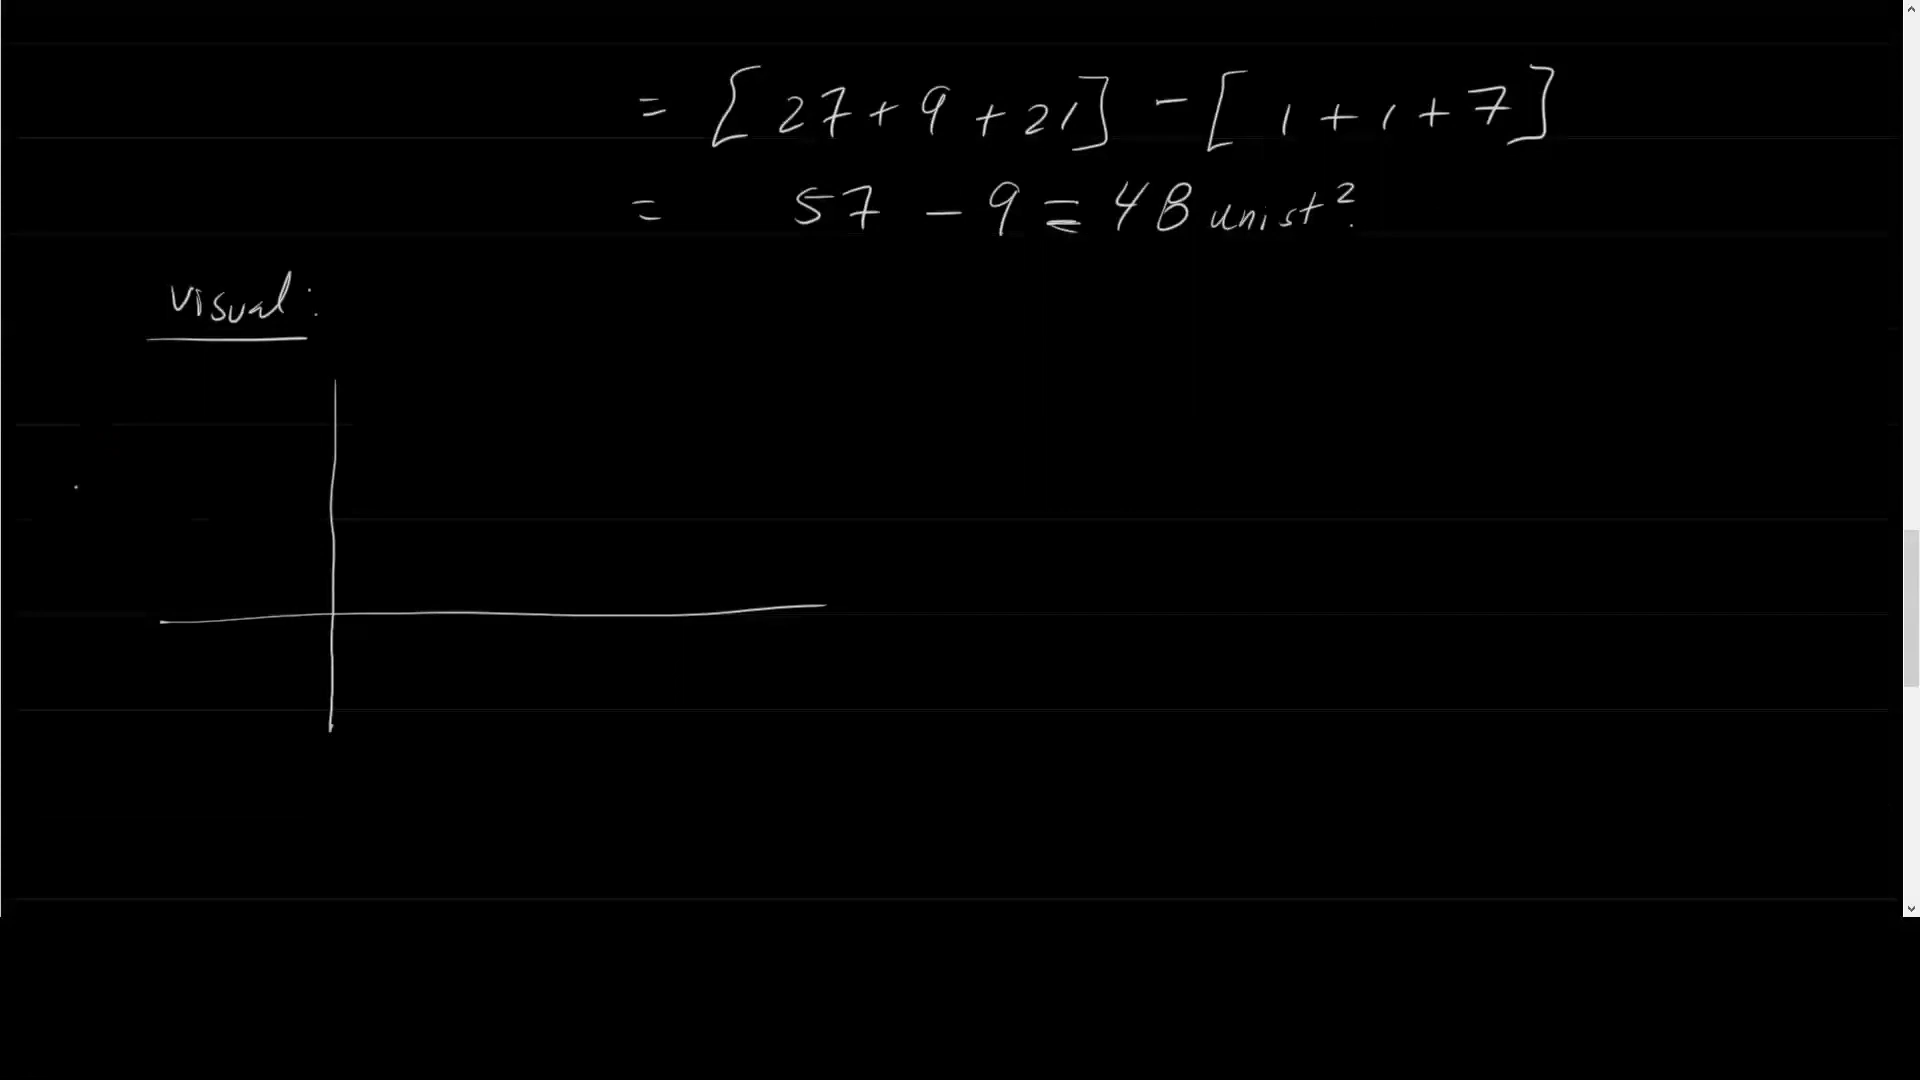 = [27 + 9 + 21] - [1 + 1 + 7]
= 57 - 9 = 48 unist².
visual: